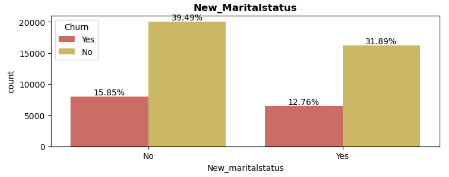 New_Maritalstatus
Churn
Yes
No
39.49%
15.85%
31.89%
12.76%
20000
15000
10000
5000
0
count
No
Yes
New_maritalstatus